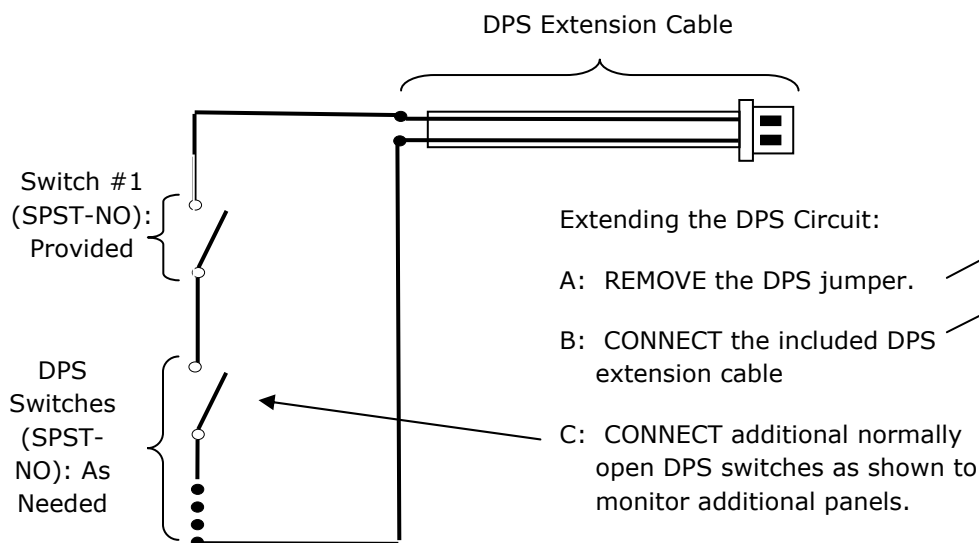 DPS Extension Cable
Switch #1
(SPST-NO):
Provided
Extending the DPS Circuit:
A: REMOVE the DPS jumper.
B: CONNECT the included DPS
extension cable
DPS
Switches
(SPST-
NO): As
Needed
C: CONNECT additional normally
open DPS switches as shown to
monitor additional panels.